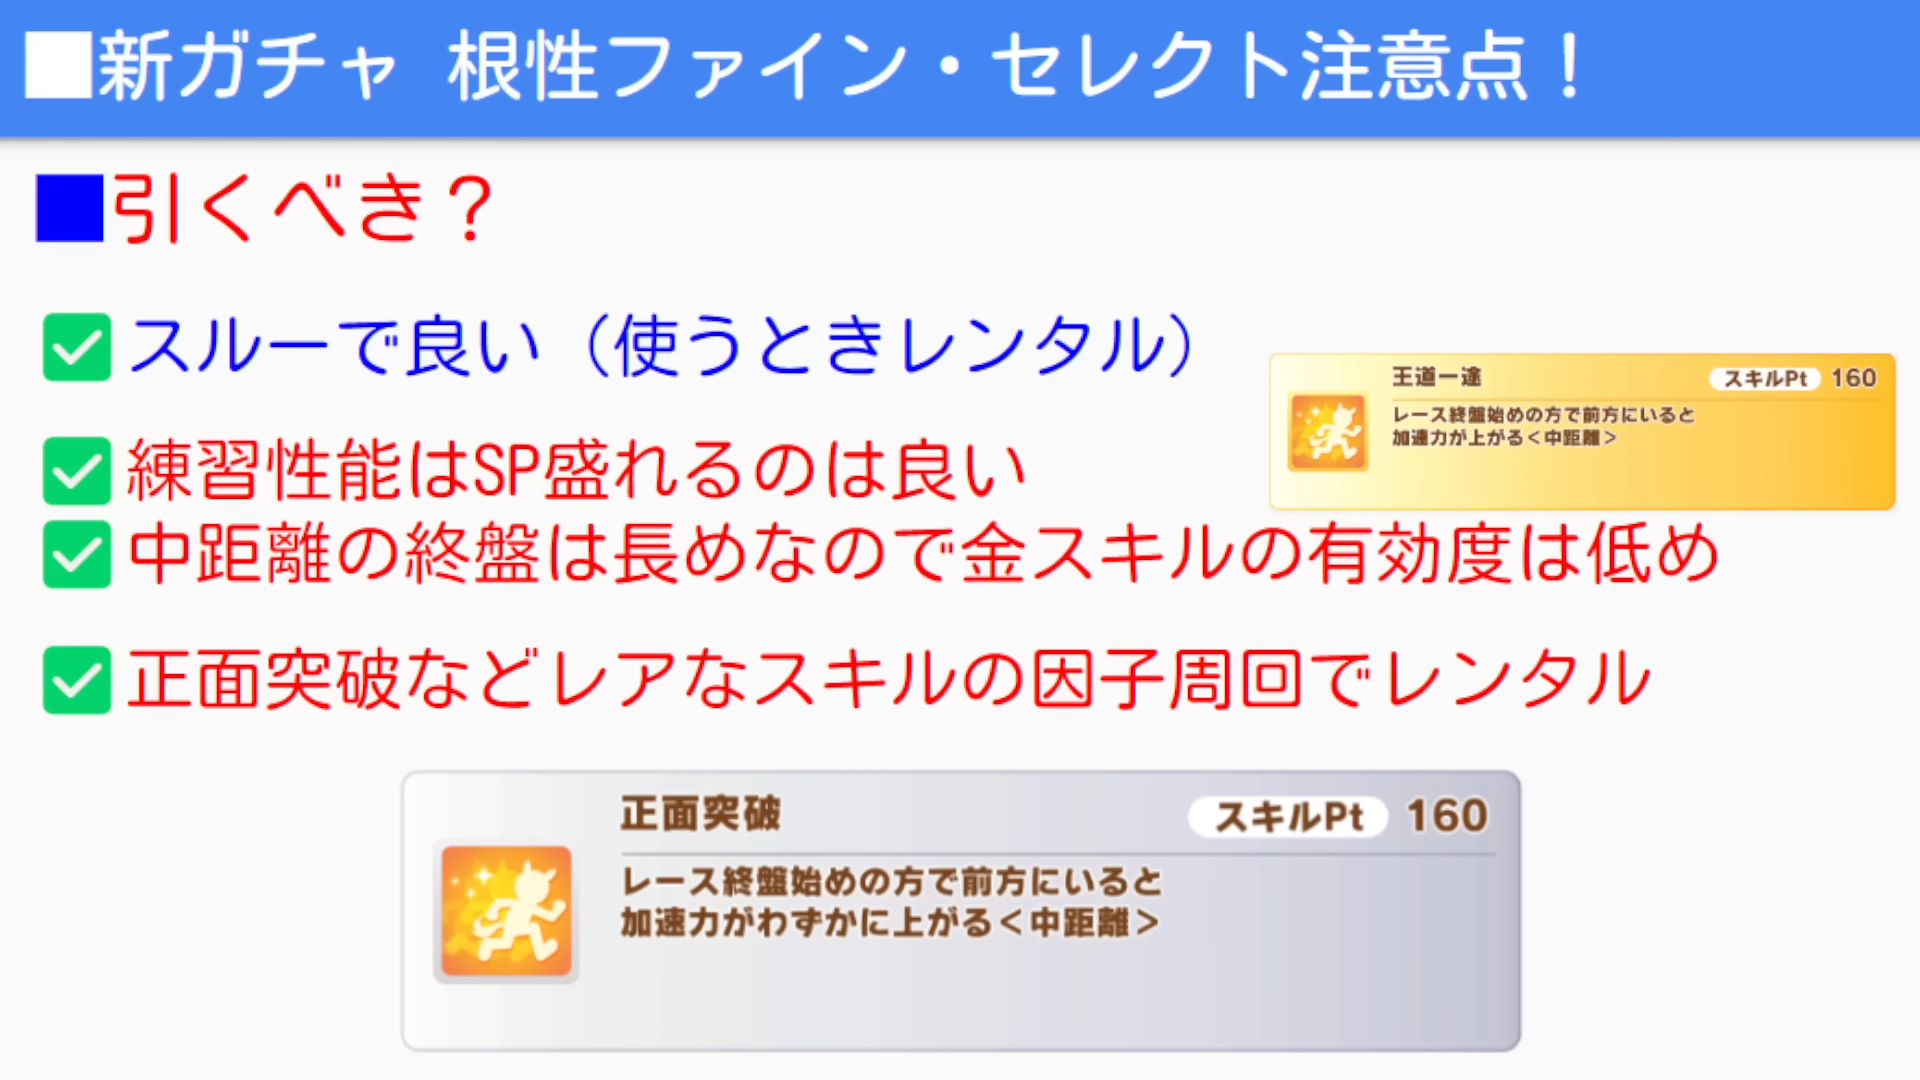 ■新ガチャ 根性ファイン・セレクト注意点！
■引くべき？
✅スルーで良い（使うときレンタル）
王道一途 スキルPt 160
レース終盤始めの方で前方にいると
加速力が上がる＜中距離＞
✅練習性能はSP盛れるのは良い
✅中距離の終盤は長めなので金スキルの有効度は低め
✅正面突破などレアなスキルの因子周回でレンタル
正面突破 スキルPt 160
レース終盤始めの方で前方にいると
加速力がわずかに上がる＜中距離＞